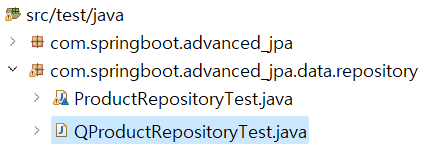 src/test/java
com.springboot.advanced_jpa
com.springboot.advanced_jpa.data.repository
ProductRepositoryTest.java
QProductRepositoryTest.java